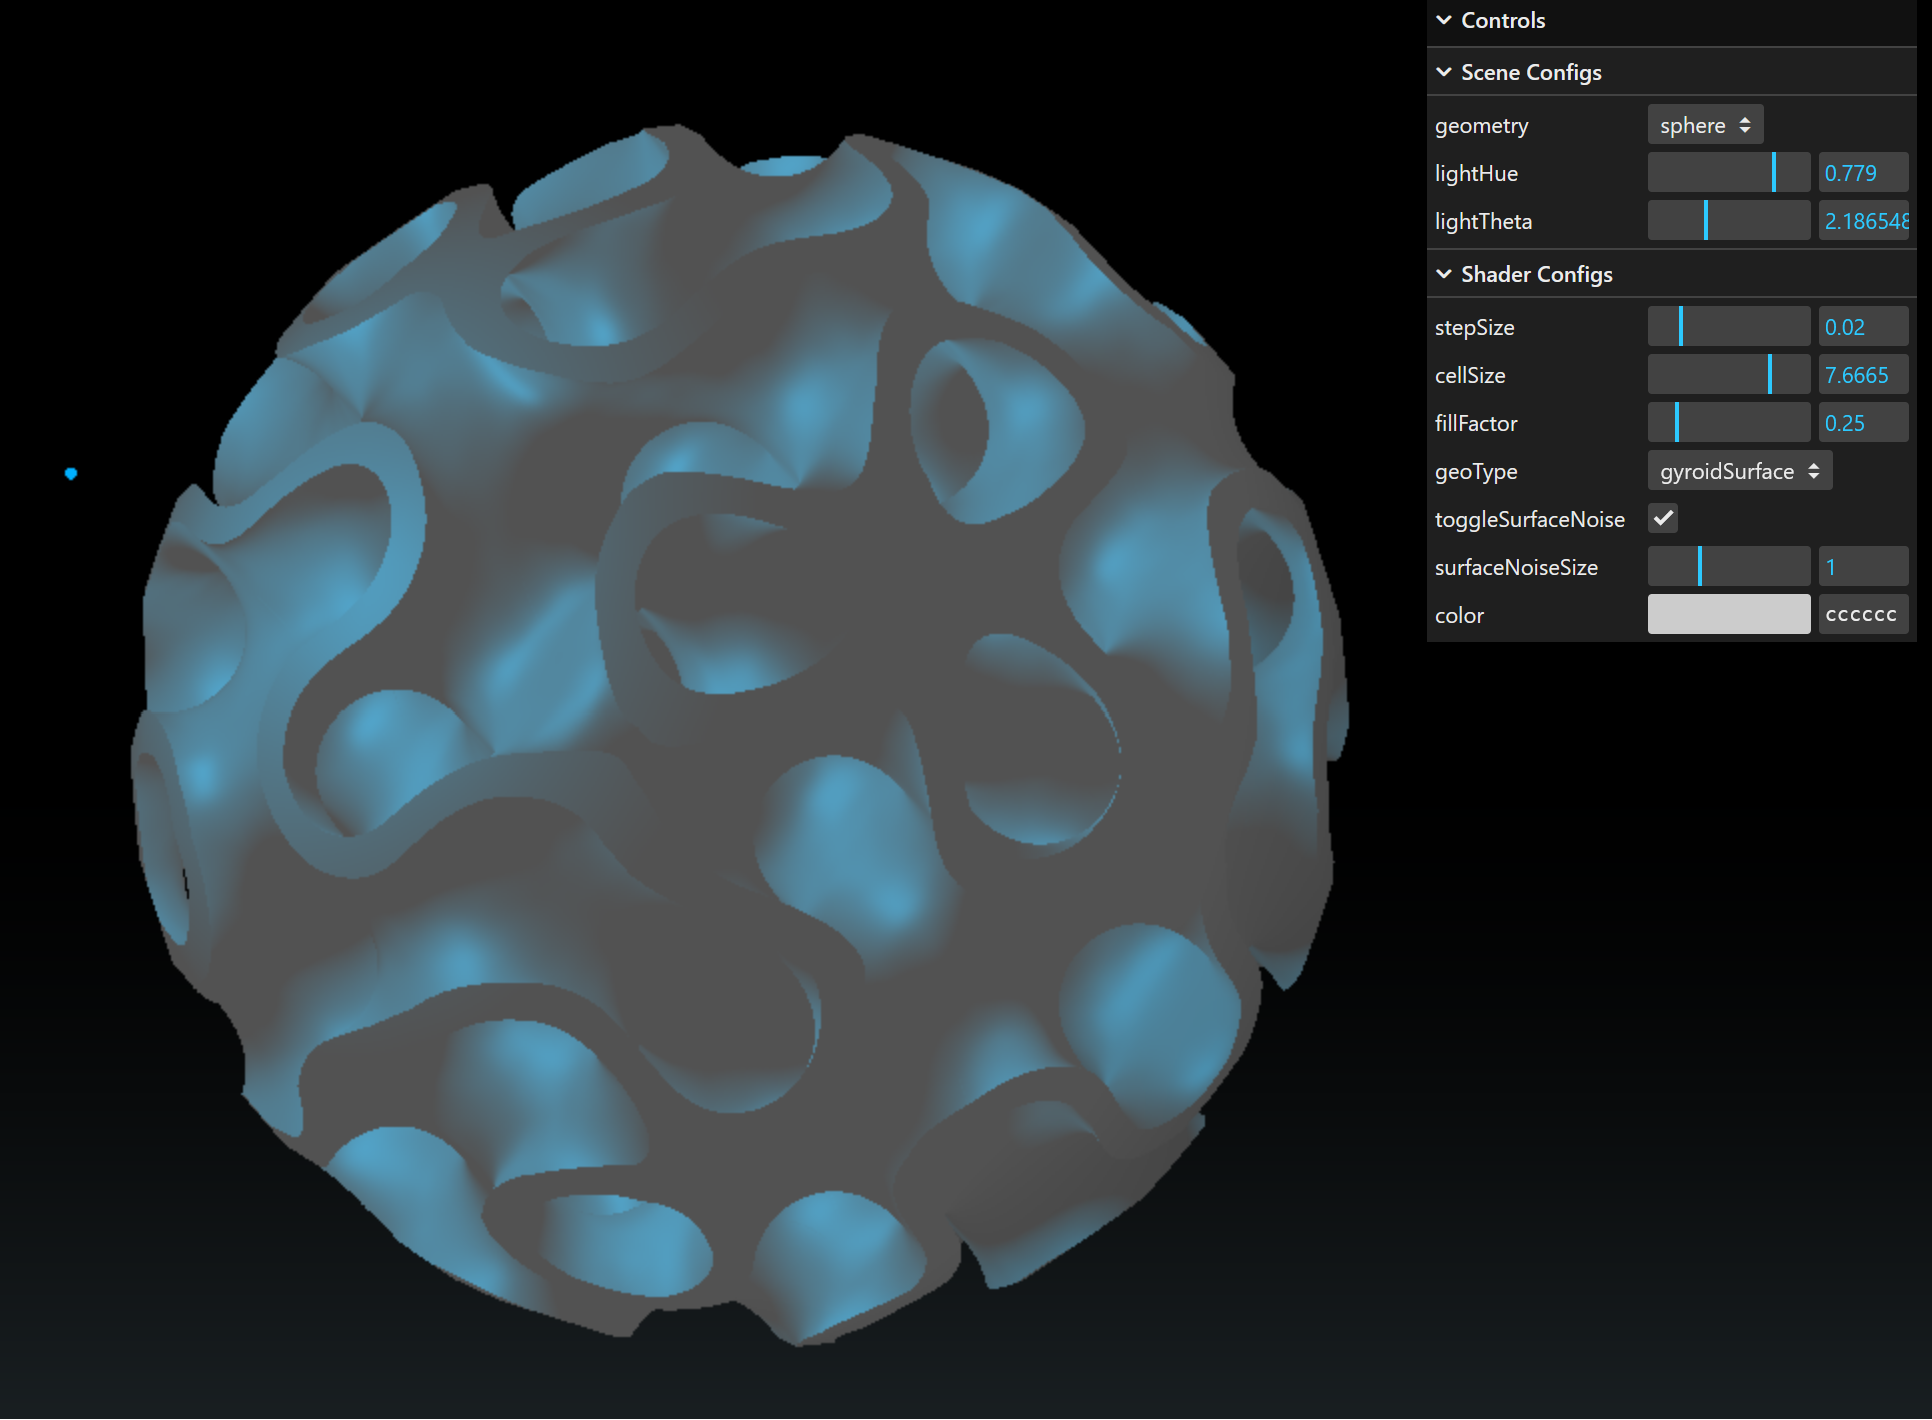 Controls
Scene Configs
geometry sphere
lightHue 0.779
lightTheta 2.186548
Shader Configs
stepSize 0.02
cellSize 7.6665
fillFactor 0.25
geoType gyroidSurface
toggleSurfaceNoise
surfaceNoiseSize 1
color cccccc